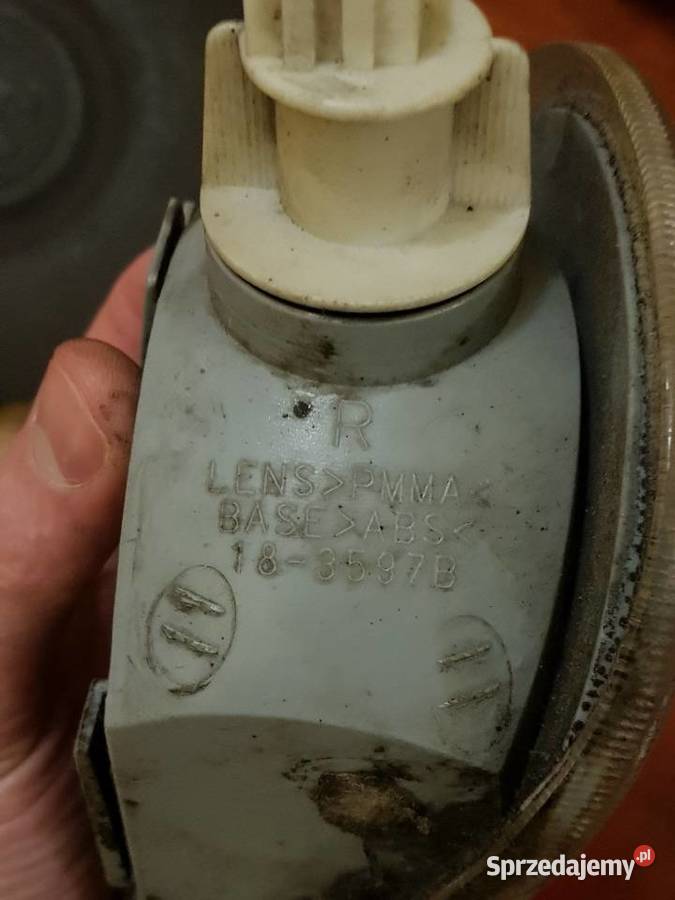 R
LENS>PMMA<
BASE>ABS<
18-3597B
Sprzedajemy.pl